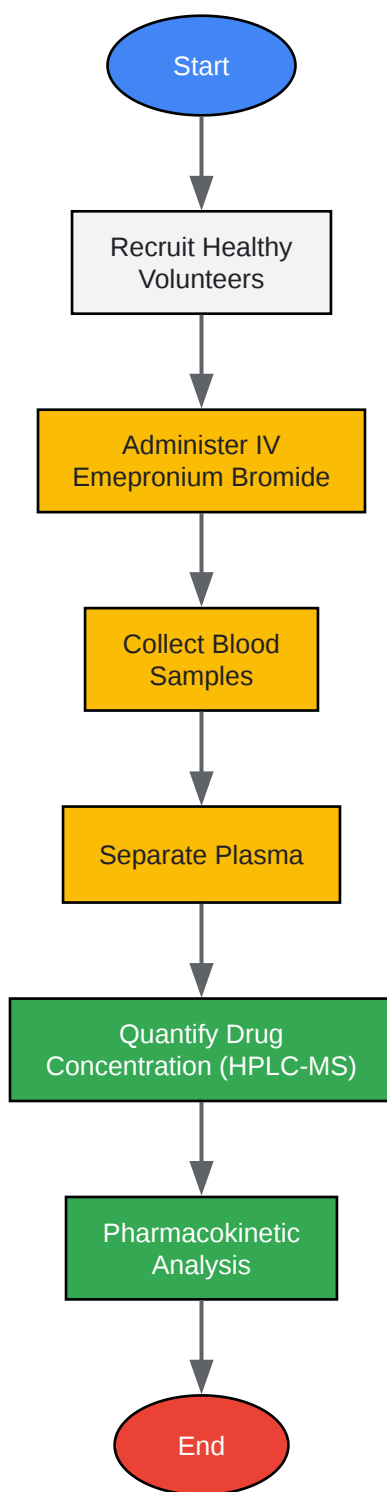 Start
Recruit Healthy
Volunteers
Administer IV
Emepronium Bromide
Collect Blood
Samples
Separate Plasma
Quantify Drug
Concentration (HPLC-MS)
Pharmacokinetic
Analysis
End